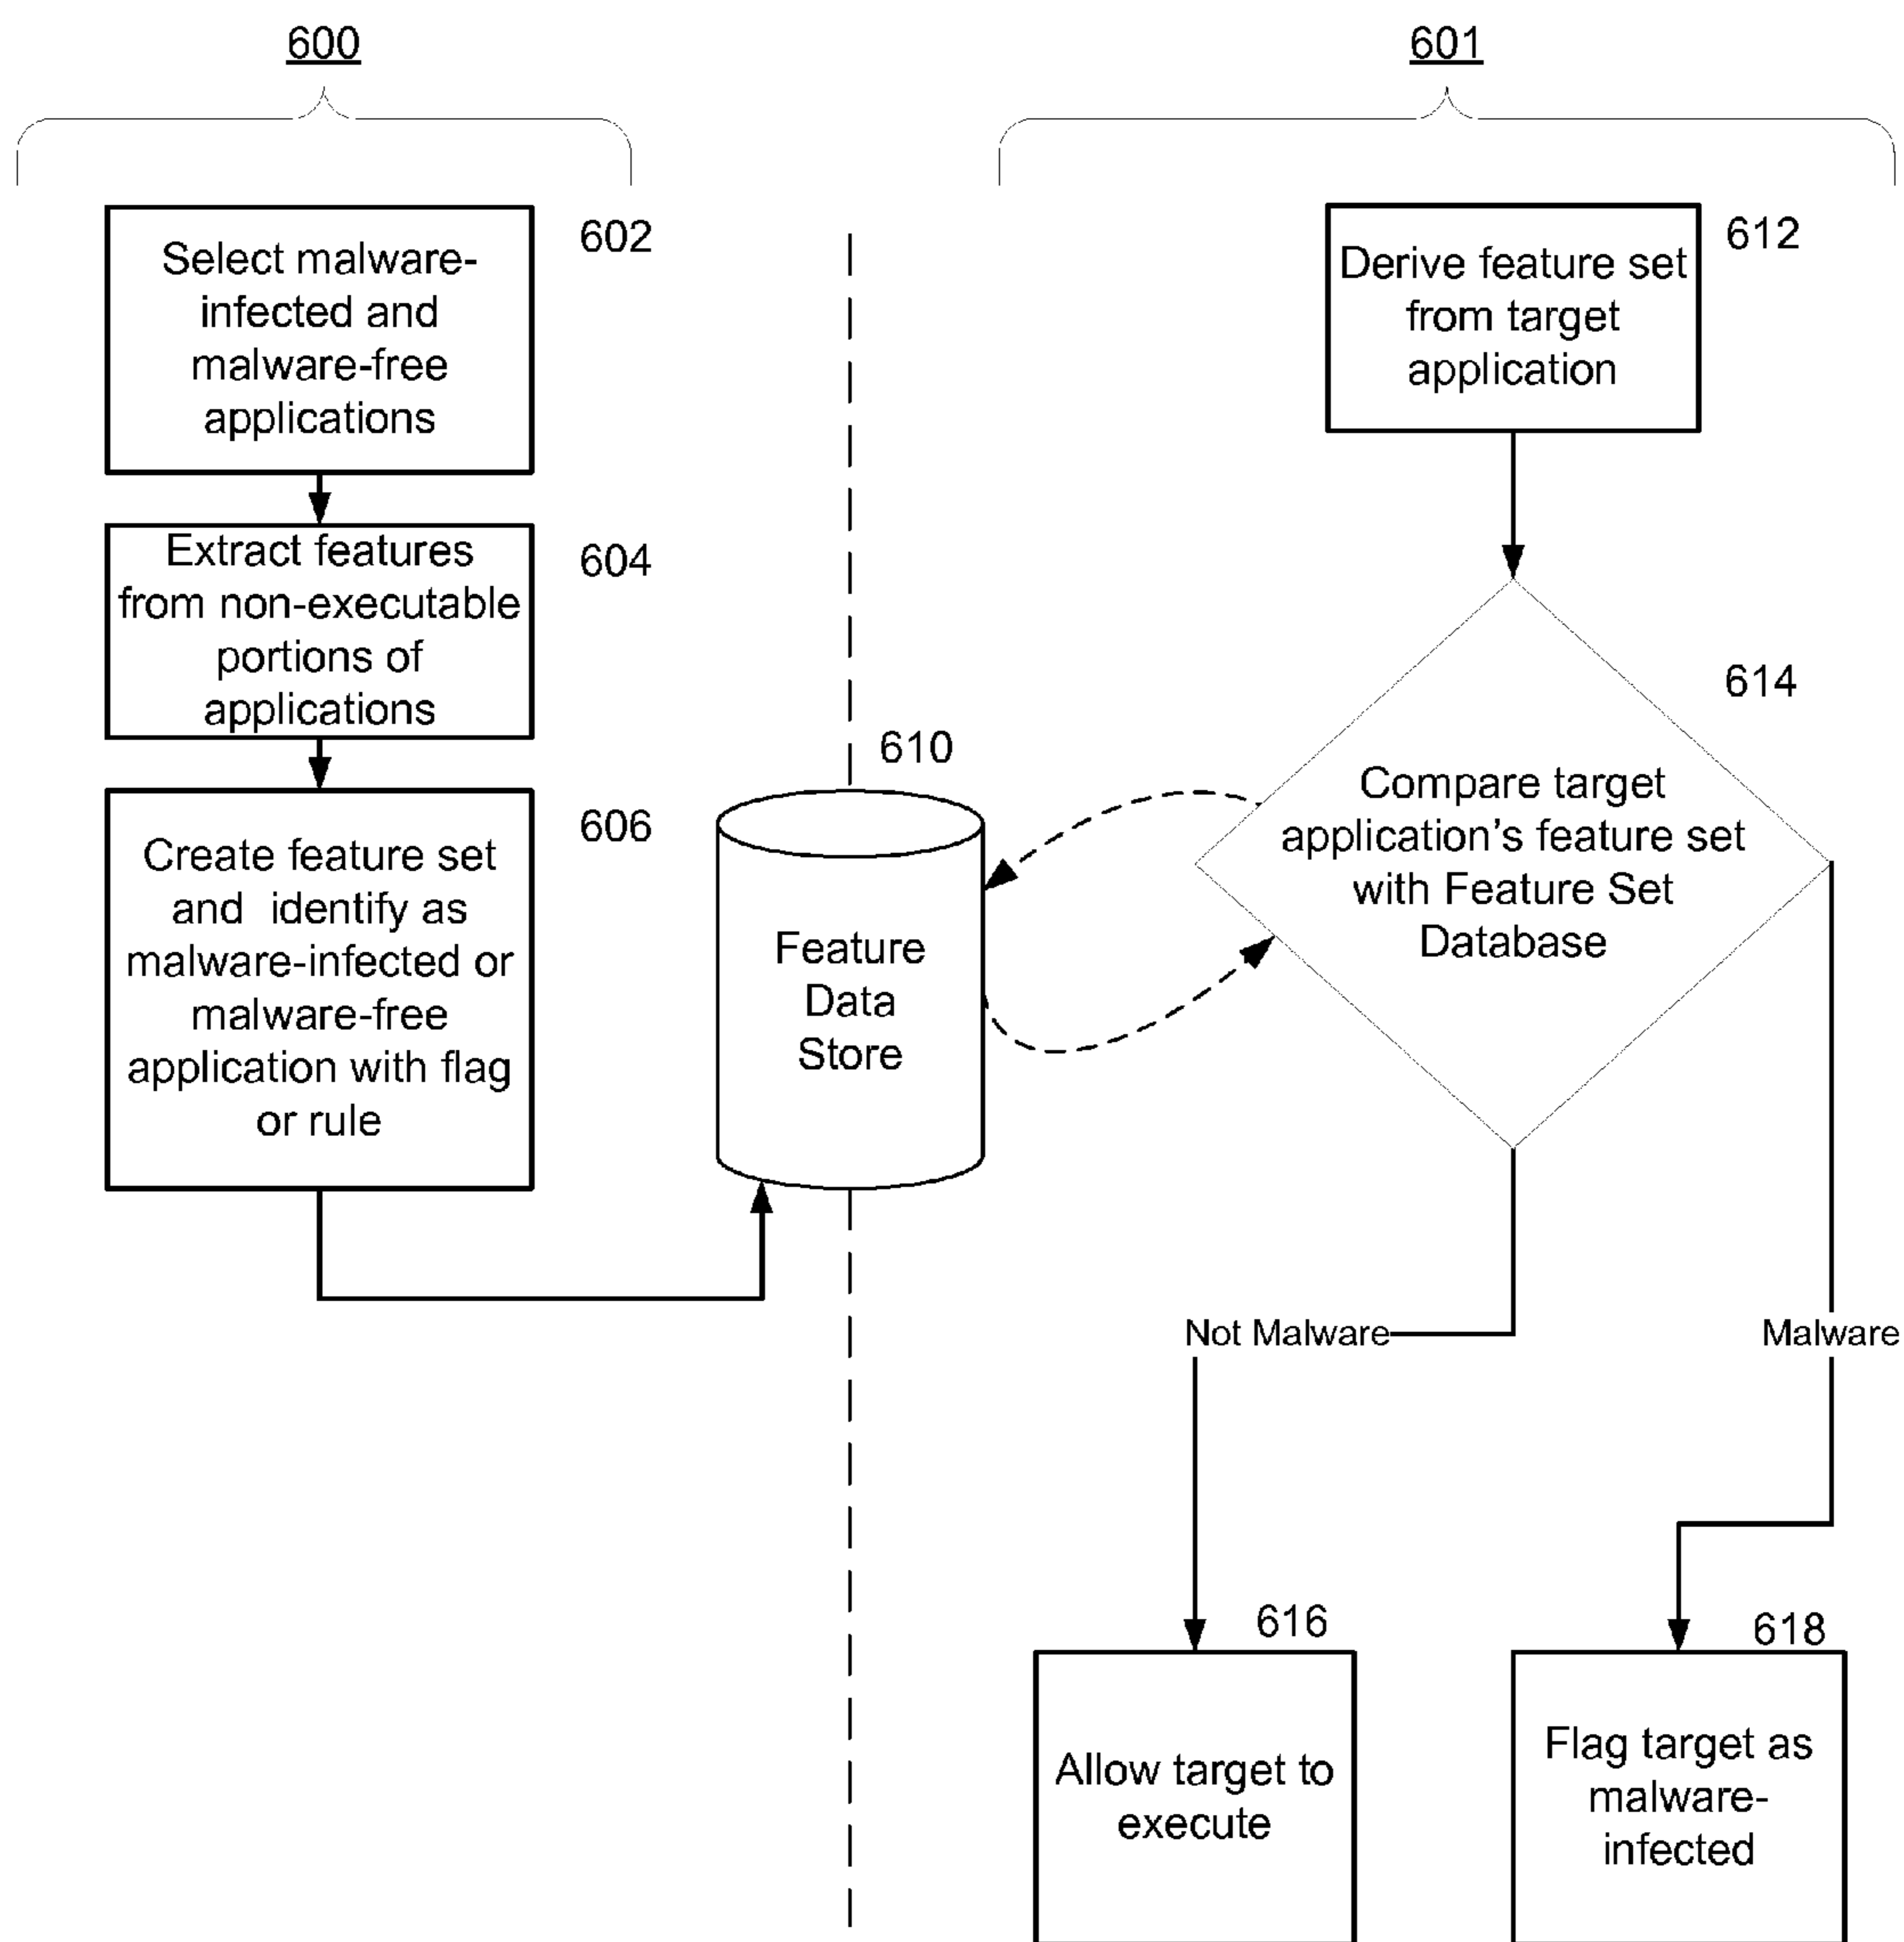 600
602
Select malware-
infected and
malware-free
applications
604
Extract features
from non-executable
portions of
applications
606
Create feature set
and identify as
malware-infected or
malware-free
application with flag
or rule
610
Feature
Data
Store
601
612
Derive feature set
from target
application
614
Compare target
application’s feature set
with Feature Set
Database
Not Malware
Malware
616
Allow target to
execute
618
Flag target as
malware-
infected